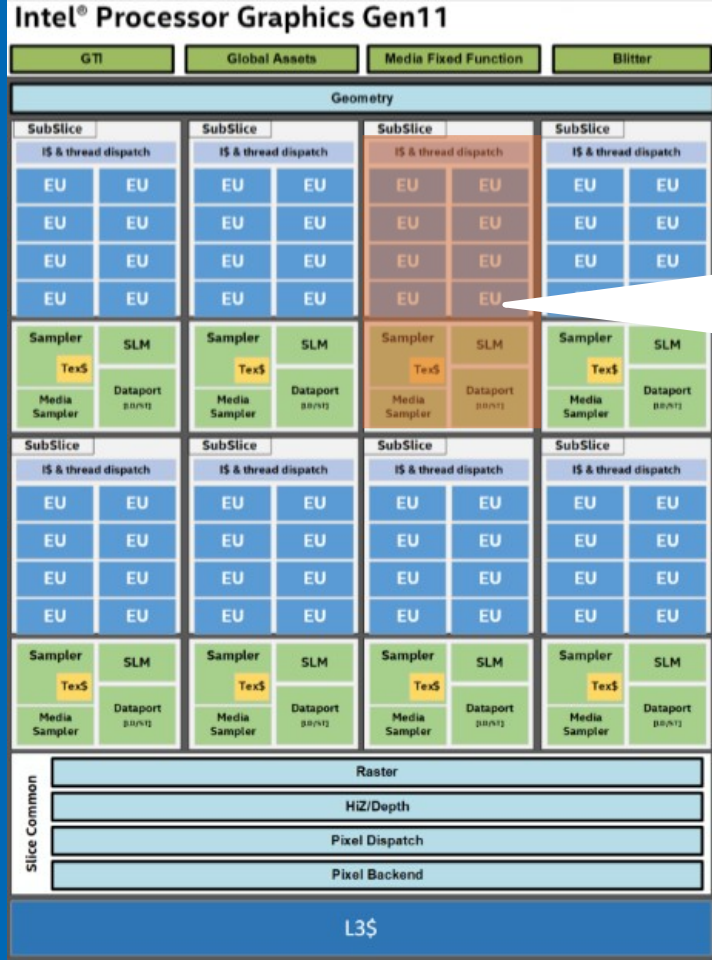 Intel® Processor Graphics Gen11
GTI Global Assets Media Fixed Function Blitter
Geometry
SubSlice SubSlice SubSlice SubSlice
I$ & thread dispatch I$ & thread dispatch I$ & thread dispatch I$ & thread dispatch
EU EU EU EU EU EU EU EU
EU EU EU EU EU EU EU EU
EU EU EU EU EU EU EU EU
EU EU EU EU EU EU
Sampler SLM Sampler SLM Sampler SLM Sampler SLM
Tex$ Tex$ Tex$ Tex$
Media Sampler Dataport Media Sampler Dataport Media Sampler Dataport Media Sampler Dataport
SubSlice SubSlice SubSlice SubSlice
I$ & thread dispatch I$ & thread dispatch I$ & thread dispatch I$ & thread dispatch
EU EU EU EU EU EU EU EU
EU EU EU EU EU EU EU EU
EU EU EU EU EU EU EU EU
EU EU EU EU EU EU EU EU
Sampler SLM Sampler SLM Sampler SLM Sampler SLM
Tex$ Tex$ Tex$ Tex$
Media Sampler Dataport Media Sampler Dataport Media Sampler Dataport Media Sampler Dataport
Slice Common
Raster
HiZ/Depth
Pixel Dispatch
Pixel Backend
L3$